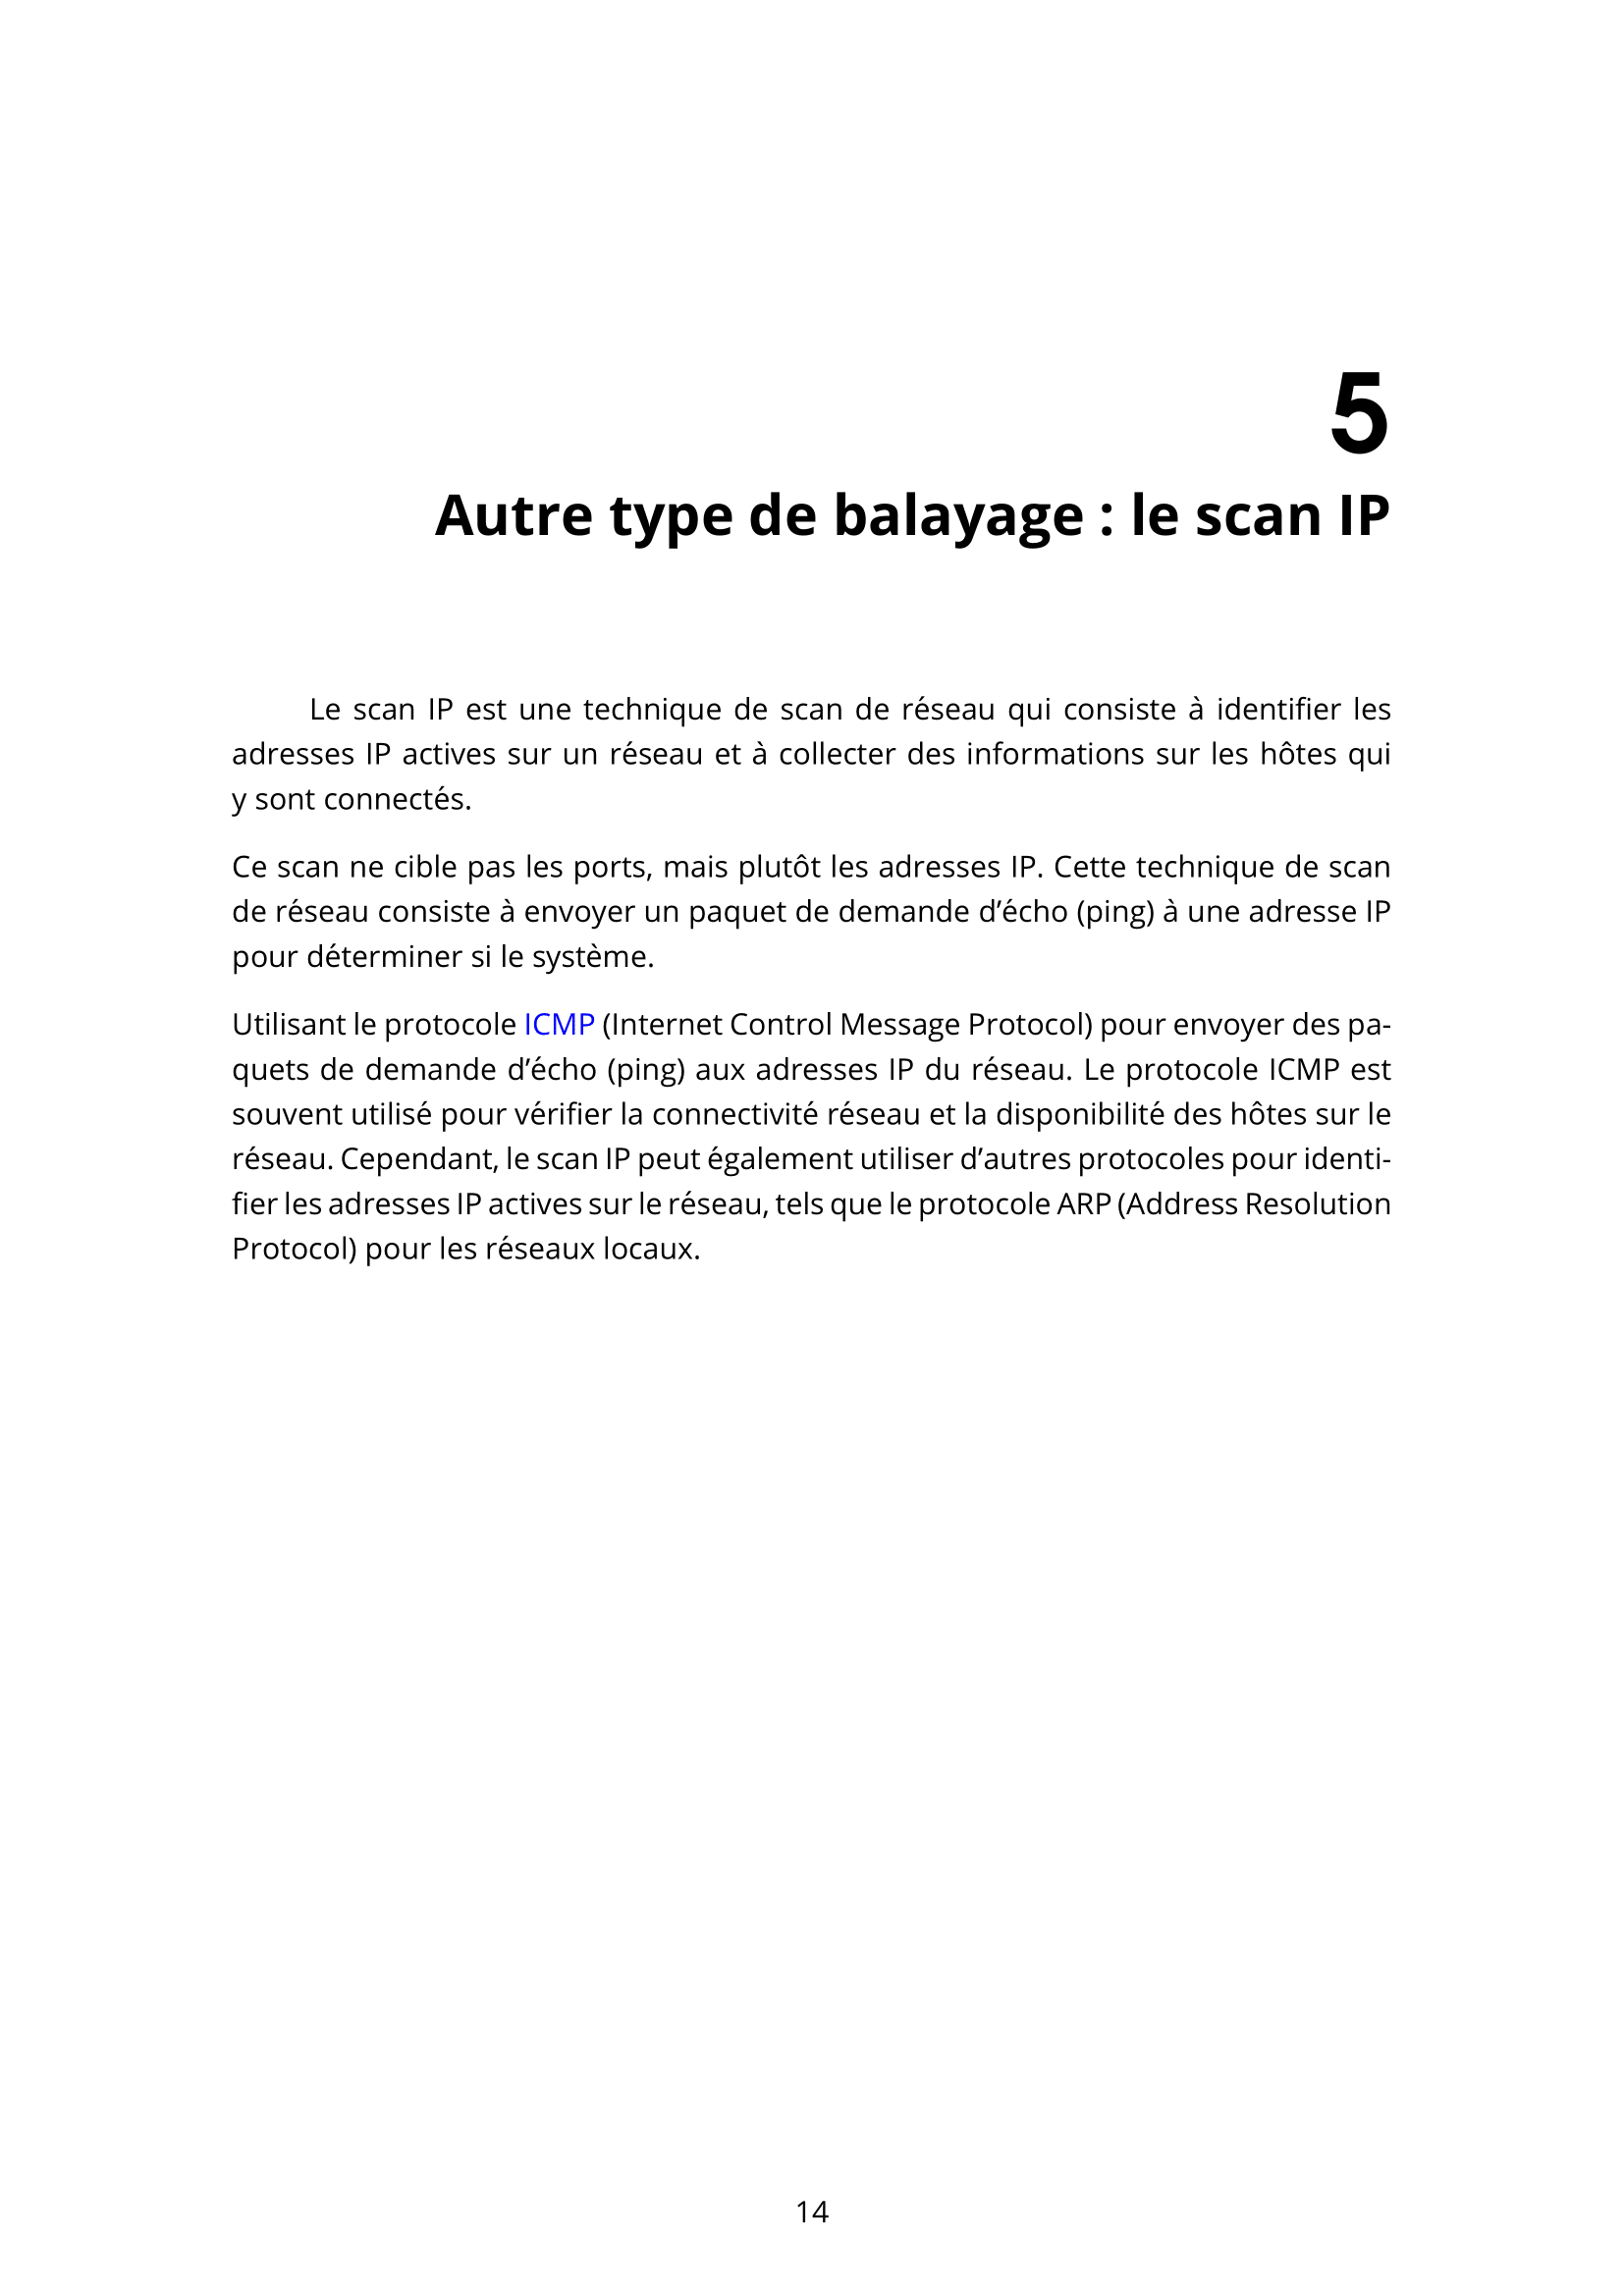 5
Autre type de balayage : le scan IP
Le scan IP est une technique de scan de réseau qui consiste à identifier les
adresses IP actives sur un réseau et à collecter des informations sur les hôtes qui
y sont connectés.
Ce scan ne cible pas les ports, mais plutôt les adresses IP. Cette technique de scan
de réseau consiste à envoyer un paquet de demande d’écho (ping) à une adresse IP
pour déterminer si le système.
Utilisant le protocole ICMP (Internet Control Message Protocol) pour envoyer des pa-
quets de demande d’écho (ping) aux adresses IP du réseau. Le protocole ICMP est
souvent utilisé pour vérifier la connectivité réseau et la disponibilité des hôtes sur le
réseau. Cependant, le scan IP peut également utiliser d’autres protocoles pour identi-
fier les adresses IP actives sur le réseau, tels que le protocole ARP (Address Resolution
Protocol) pour les réseaux locaux.
14